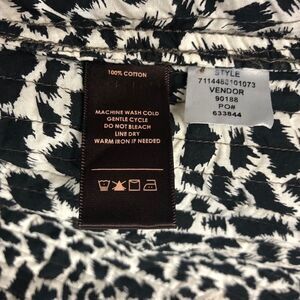 100% COTTON
MACHINE WASH COLD
GENTLE CYCLE
DO NOT BLEACH
LINE DRY
WARM IRON IF NEEDED
STYLE
7114483101073
VENDOR
90188
PO#
633844